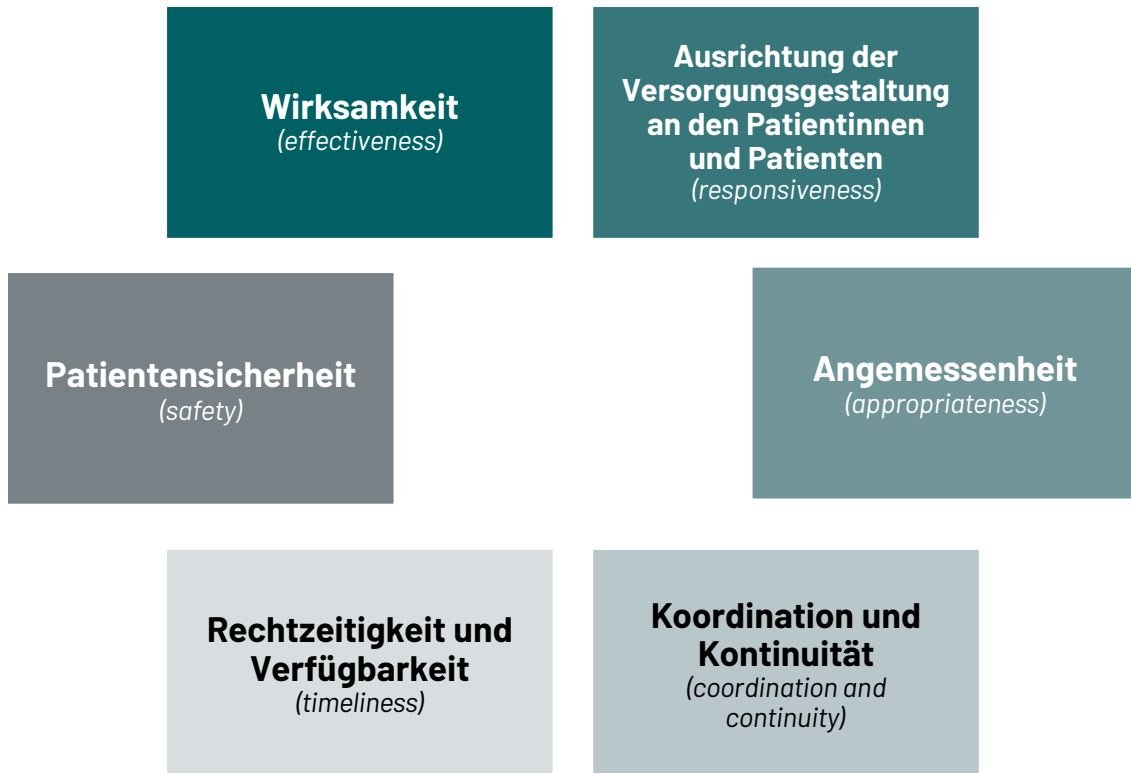 Wirksamkeit
(effectiveness)
Ausrichtung der
Versorgungsgestaltung
an den Patientinnen
und Patienten
(responsiveness)
Patientensicherheit
(safety)
Angemessenheit
(appropriateness)
Rechtzeitigkeit und
Verfügbarkeit
(timeliness)
Koordination und
Kontinuität
(coordination and
continuity)